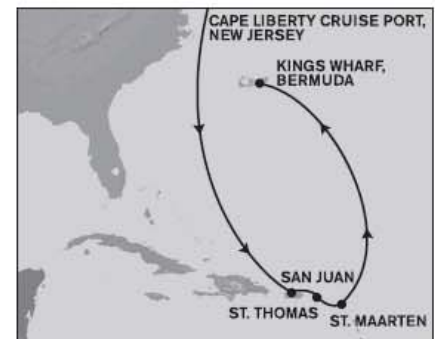 CAPE LIBERTY CRUISE PORT,
NEW JERSEY
KINGS WHARF,
BERMUDA
SAN JUAN
ST. THOMAS
ST. MAARTEN